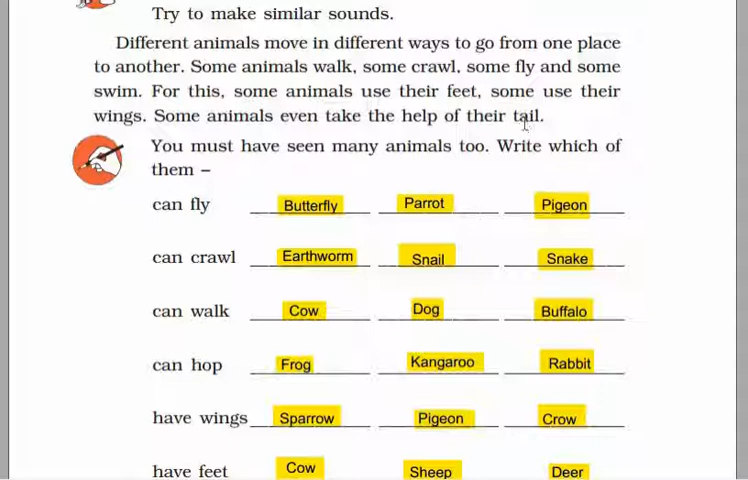 Try to make similar sounds.
Different animals move in different ways to go from one place
to another. Some animals walk, some crawl, some fly and some
swim. For this, some animals use their feet, some use their
wings. Some animals even take the help of their tail.
You must have seen many animals too. Write which of
them –
can fly Butterfly Parrot Pigeon
can crawl Earthworm Snail Snake
can walk Cow Dog Buffalo
can hop Frog Kangaroo Rabbit
have wings Sparrow Pigeon Crow
have feet Cow Sheep Deer